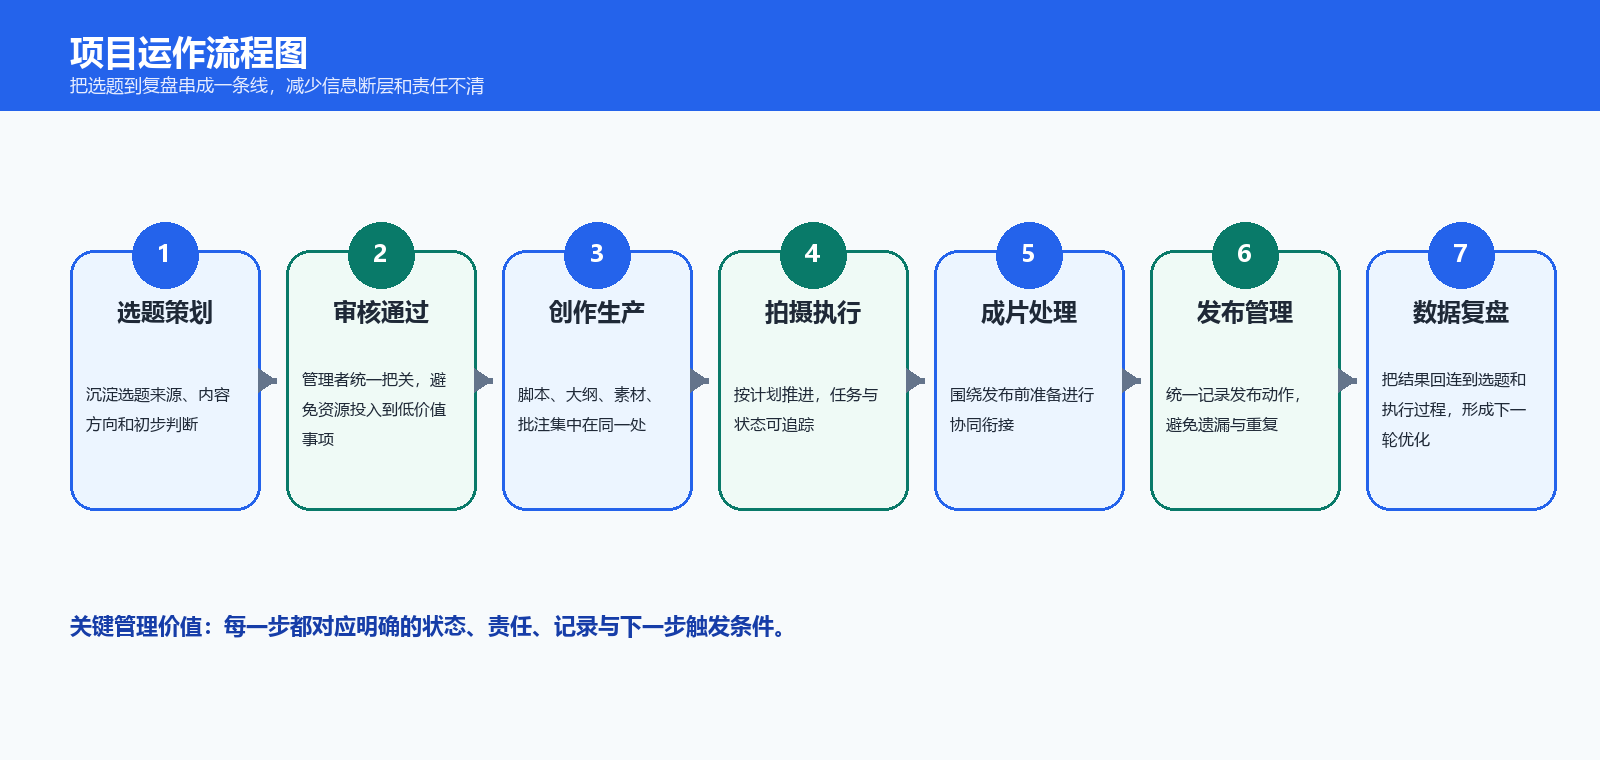 项目运作流程图
把选题到复盘串成一条线，减少信息断层和责任不清
1
选题策划
沉淀选题来源、内容
方向和初步判断
2
审核通过
管理者统一把关，避
免资源投入到低价值
事项
3
创作生产
脚本、大纲、素材、
批注集中在同一处
4
拍摄执行
按计划推进，任务与
状态可追踪
5
成片处理
围绕发布前准备进行
协同衔接
6
发布管理
统一记录发布动作，
避免遗漏与重复
7
数据复盘
把结果回连到选题和
执行过程，形成下一
轮优化
关键管理价值：每一步都对应明确的状态、责任、记录与下一步触发条件。